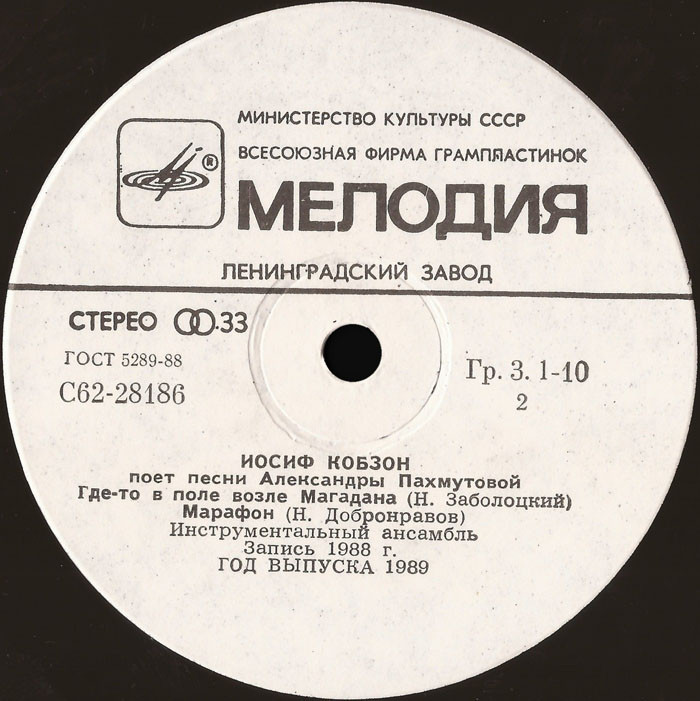 МИНИСТЕРСТВО КУЛЬТУРЫ СССР
ВСЕСОЮЗНАЯ ФИРМА ГРАМПЛАСТИНОК
®
МЕЛОДИЯ
ЛЕНИНГРАДСКИЙ ЗАВОД
СТЕРЕО ꝏ.33
ГОСТ 5289-88
С62-28186
Гр. 3. 1-10
2
ИОСИФ КОБЗОН
поет песни Александры Пахмутовой
Где-то в поле возле Магадана (Н. Заболоцкий)
Марафон (Н. Добронравов)
Инструментальный ансамбль
Запись 1988 г.
ГОД ВЫПУСКА 1989